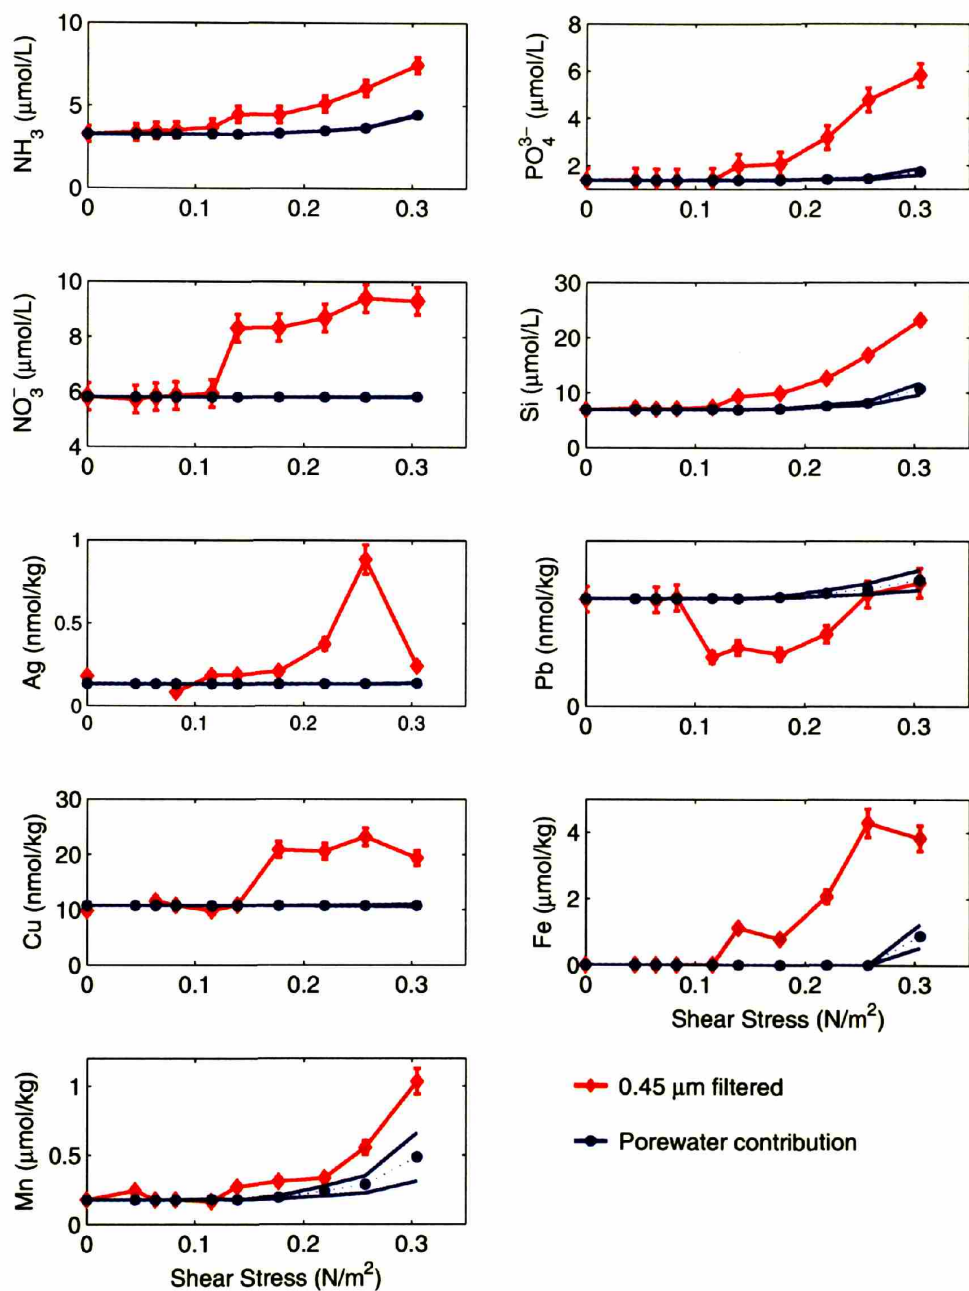 10
5
0
NH₃ (μmol/L)
0 0.1 0.2 0.3
8
6
4
2
PO₄³⁻ (μmol/L)
0 0.1 0.2 0.3
10
8
6
4
NO₃⁻ (μmol/L)
0 0.1 0.2 0.3
30
20
10
0
Si (μmol/L)
0 0.1 0.2 0.3
1
0.5
0
Ag (nmol/kg)
0 0.1 0.2 0.3
0
Pb (nmol/kg)
0 0.1 0.2 0.3
30
20
10
0
Cu (nmol/kg)
0 0.1 0.2 0.3
4
2
0
Fe (μmol/kg)
0 0.1 0.2 0.3
Shear Stress (N/m²)
1
0.5
0
Mn (μmol/kg)
0 0.1 0.2 0.3
Shear Stress (N/m²)
0.45 μm filtered
Porewater contribution